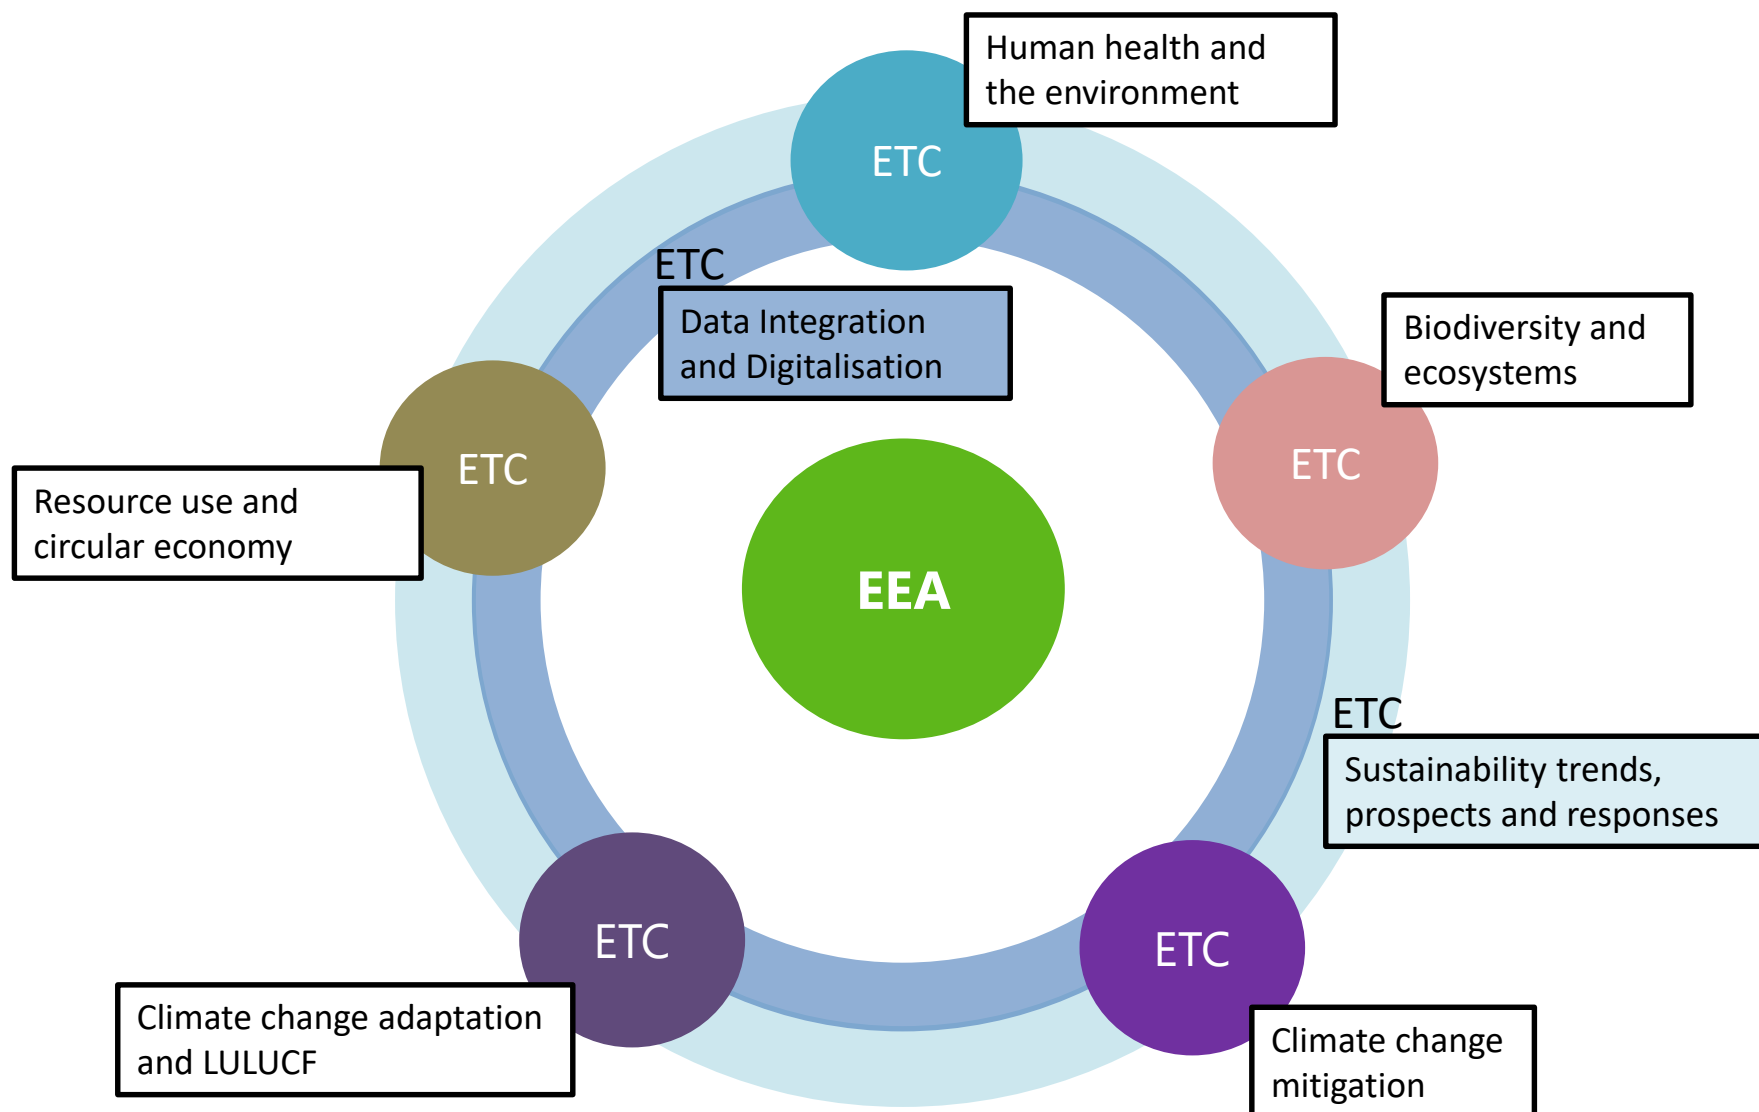 Human health and
the environment
ETC
ETC
Data Integration
and Digitalisation
Biodiversity and
ecosystems
ETC
ETC
Resource use and
circular economy
EEA
ETC
Sustainability trends,
prospects and responses
ETC
Climate change adaptation
and LULUCF
ETC
Climate change
mitigation